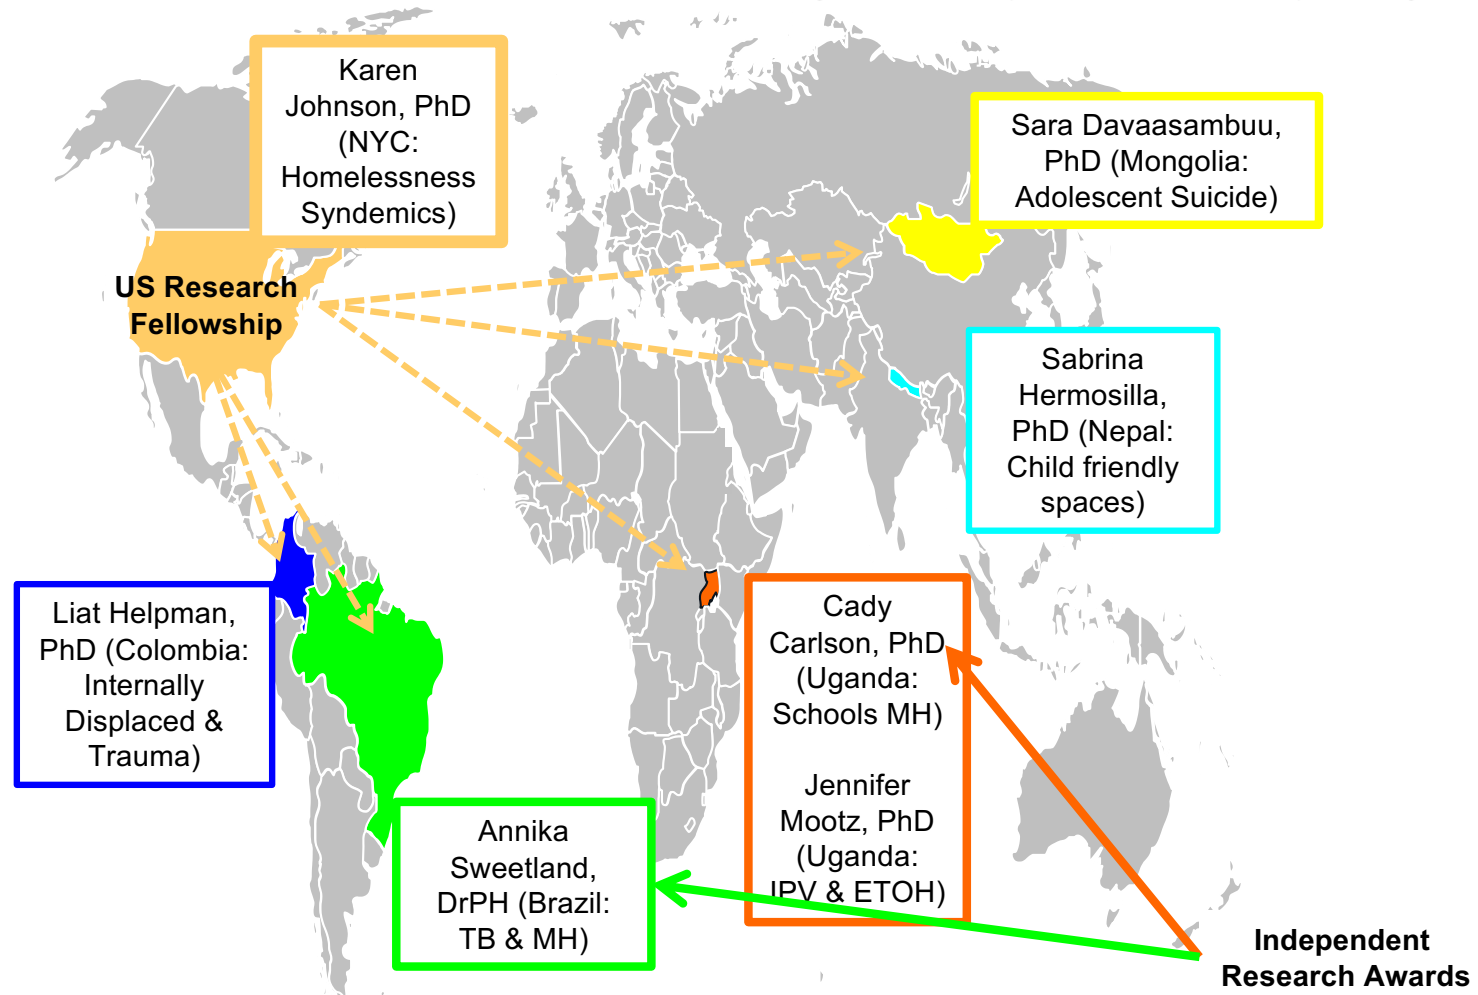 Karen
Johnson, PhD
(NYC:
Homelessness
Syndemics)
Sara Davaasambuu,
PhD (Mongolia:
Adolescent Suicide)
US Research
Fellowship
Sabrina
Hermosilla,
PhD (Nepal:
Child friendly
spaces)
Liat Helpman,
PhD (Colombia:
Internally
Displaced &
Trauma)
Cady
Carlson, PhD
(Uganda:
Schools MH)
Jennifer
Mootz, PhD
(Uganda:
IPV & ETOH)
Annika
Sweetland,
DrPH (Brazil:
TB & MH)
Independent
Research Awards